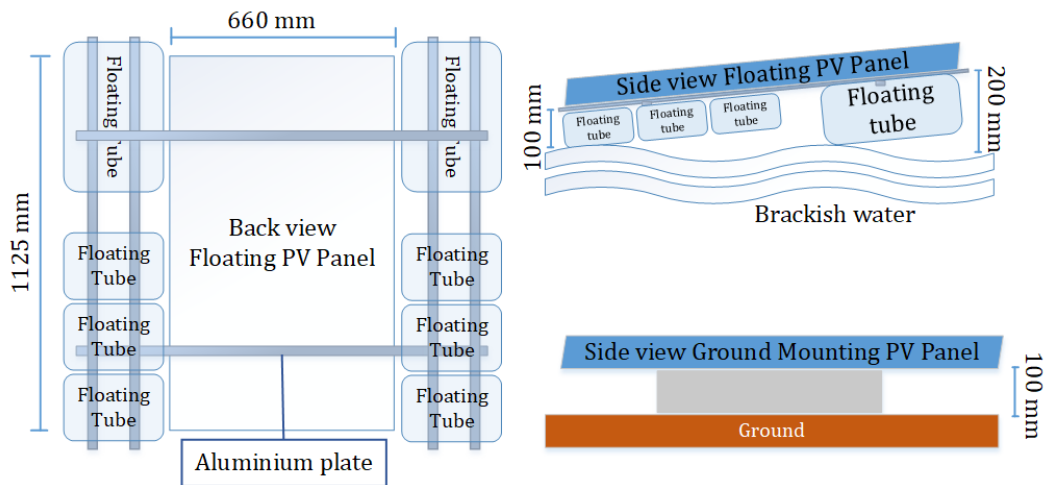 660 mm
1125 mm
Floating
Tube
Floating
Tube
Back view
Floating PV Panel
Floating
Tube
Floating
Tube
Floating
Tube
Floating
Tube
Floating
Tube
Floating
Tube
Aluminium plate
Side view Floating PV Panel
100 mm
Floating
tube
Floating
tube
Floating
tube
Floating
tube
200 mm
Brackish water
Side view Ground Mounting PV Panel
100 mm
Ground